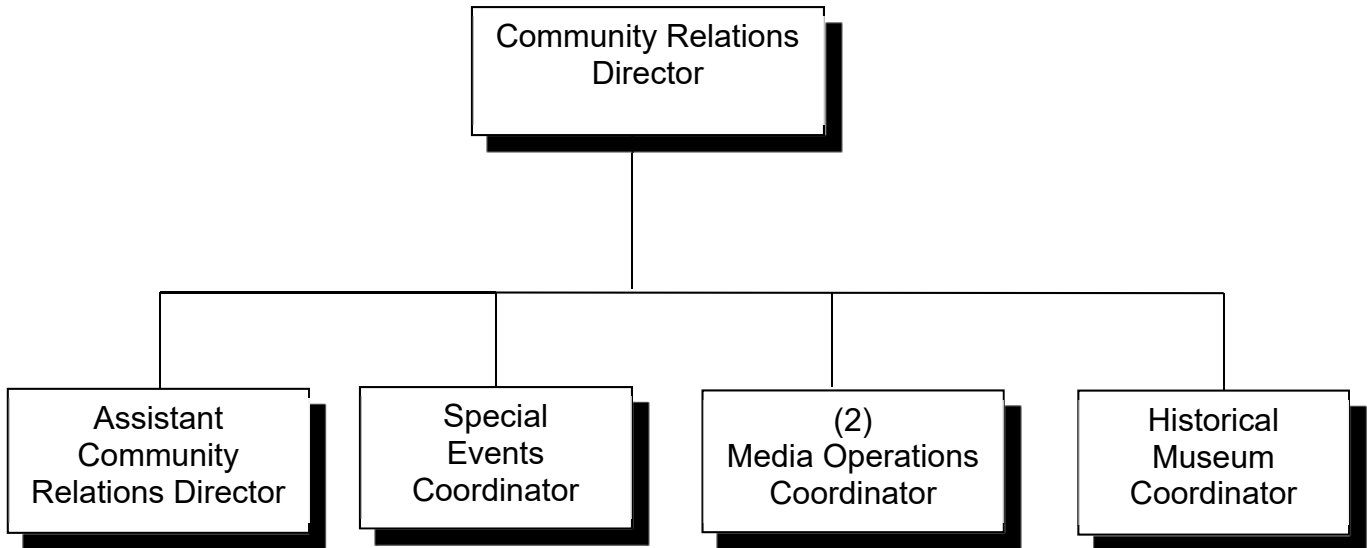 Community Relations
Director
Assistant
Community
Relations Director
Special
Events
Coordinator
(2)
Media Operations
Coordinator
Historical
Museum
Coordinator